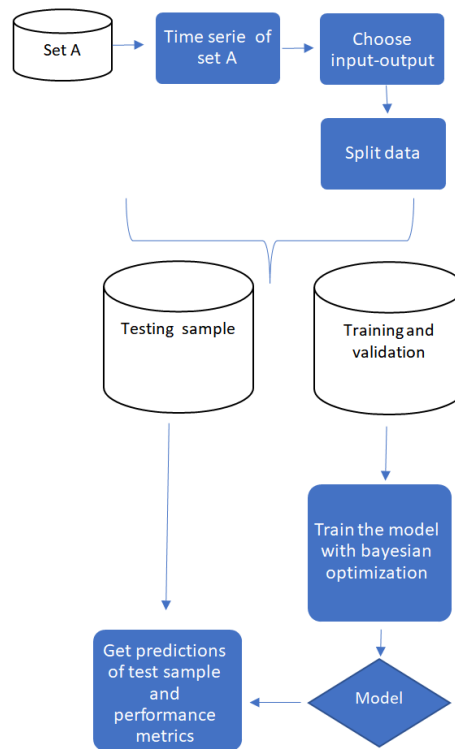 Set A
Time serie of
set A
Choose
input-output
Split data
Testing sample
Training and
validation
Train the model
with bayesian
optimization
Get predictions
of test sample
and
performance
metrics
Model